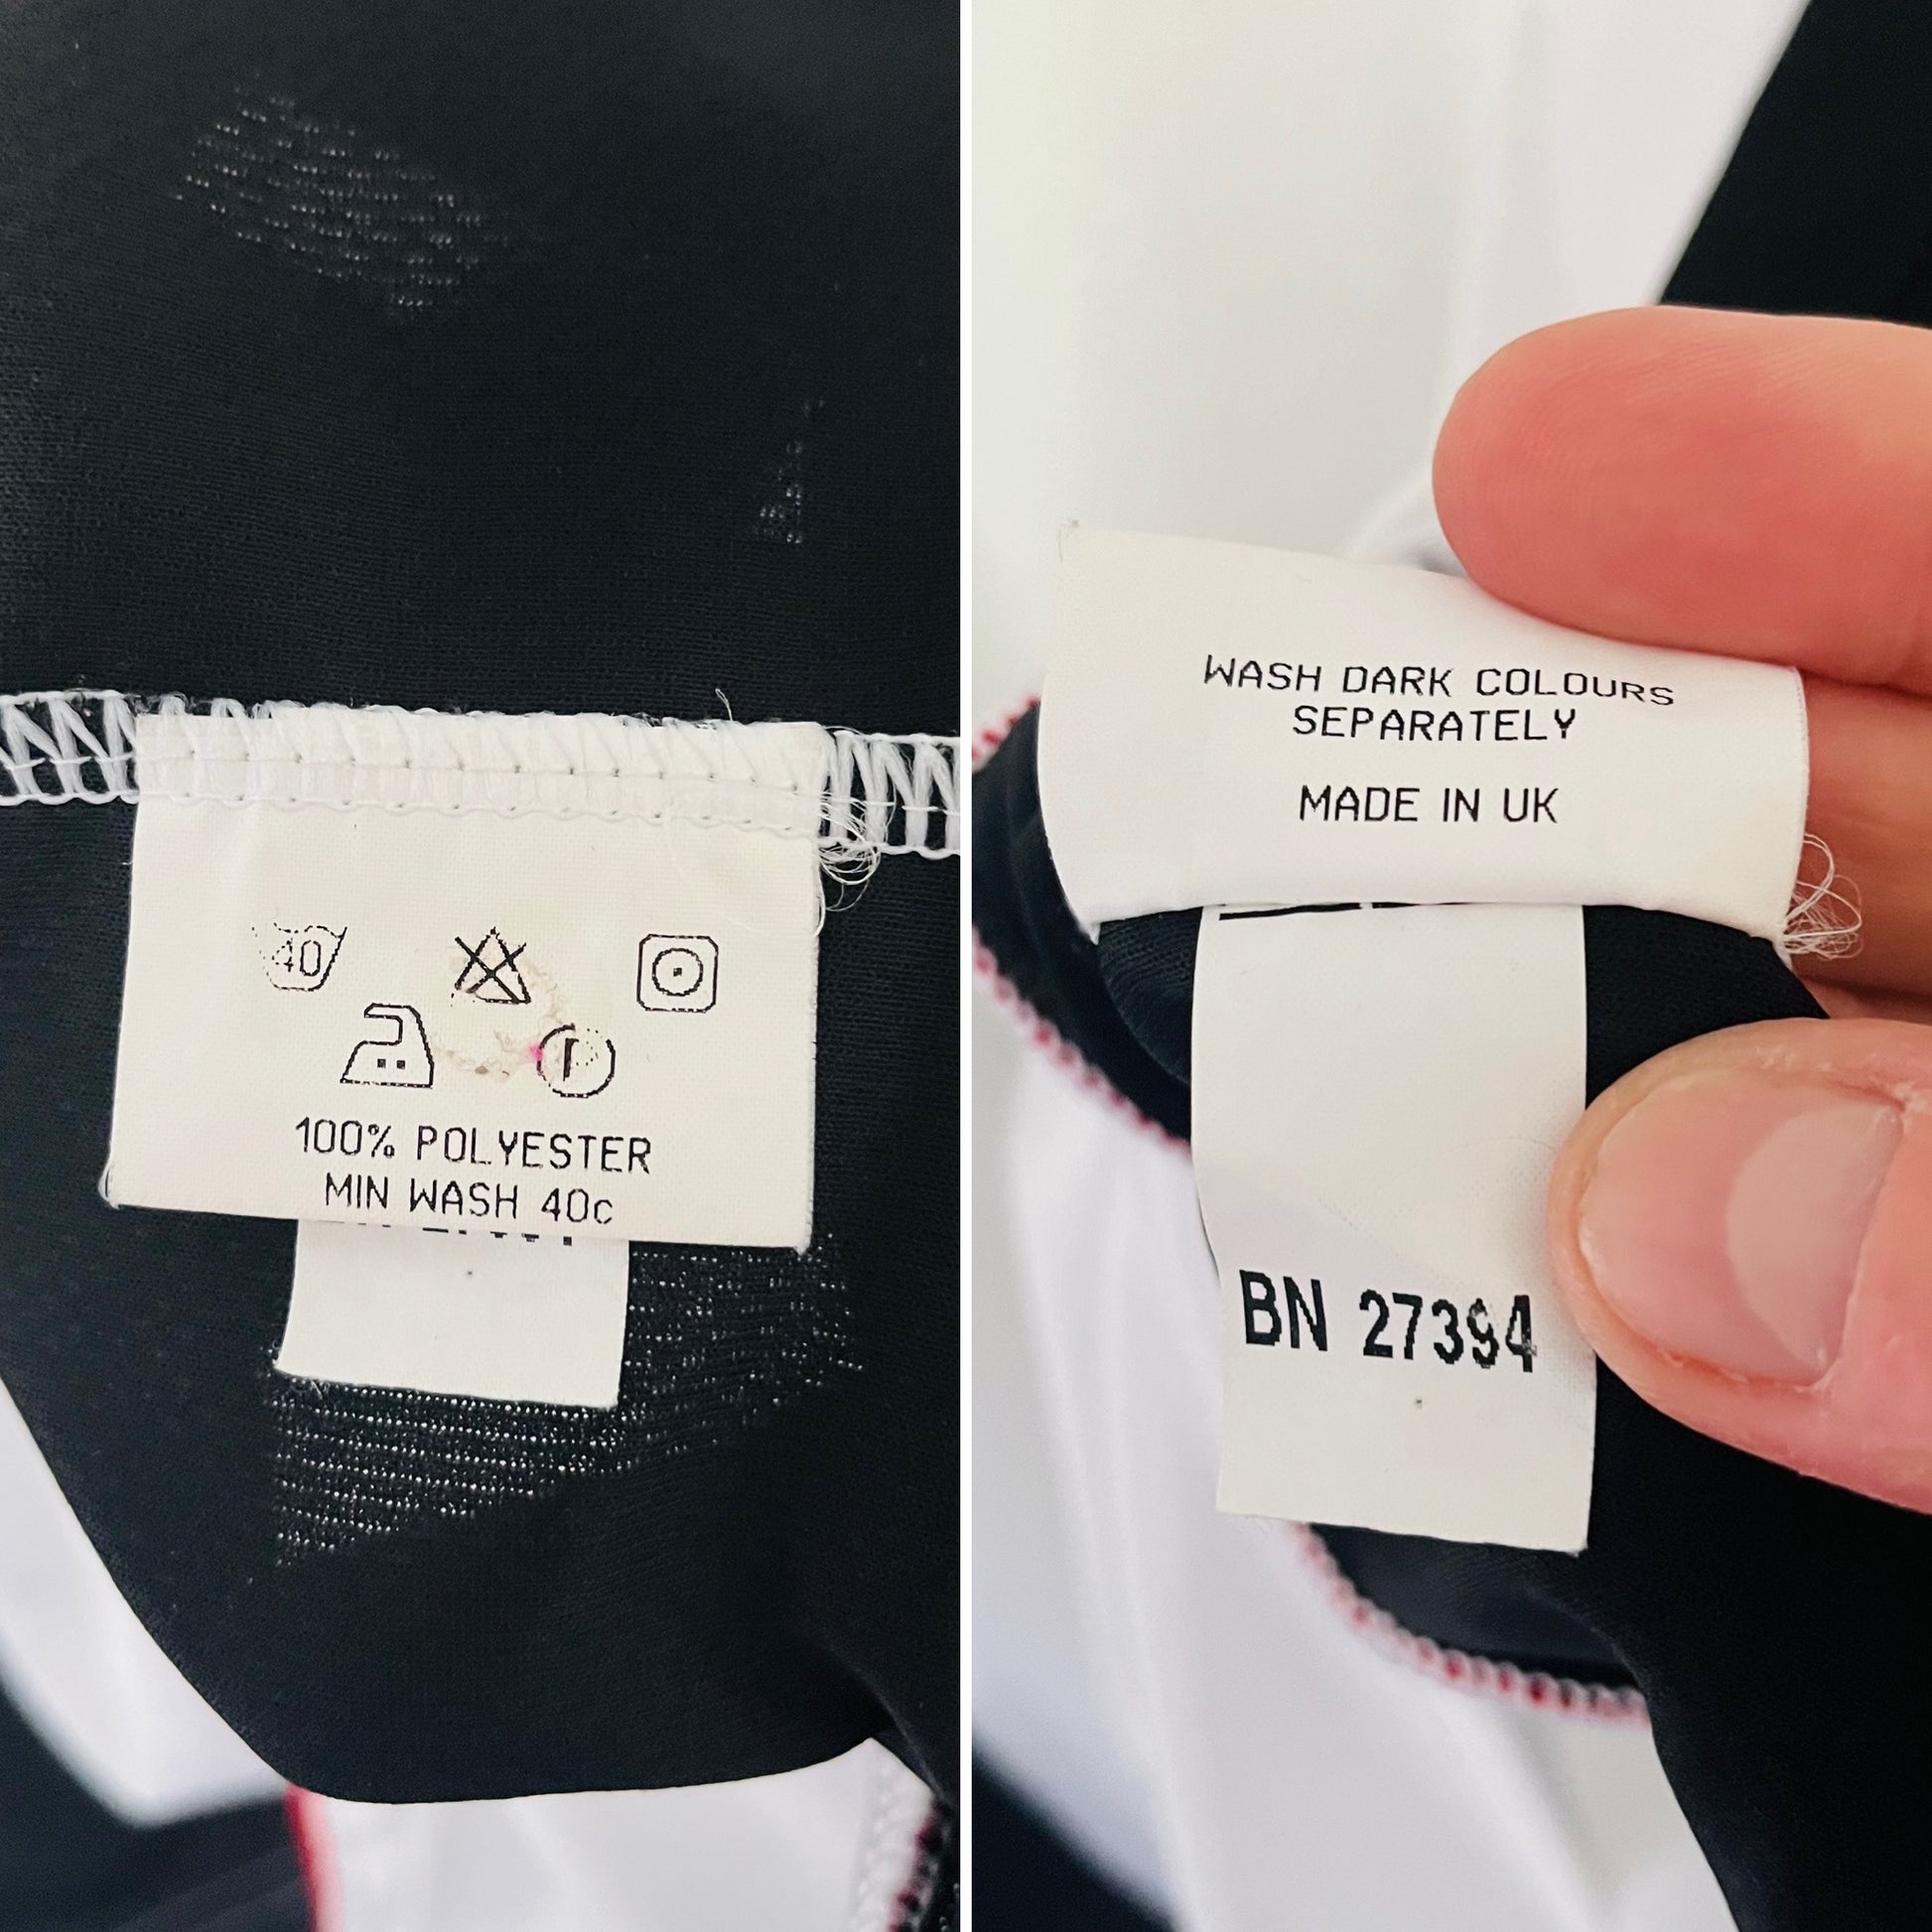 40
P
100% POLYESTER
MIN WASH 40c
WASH DARK COLOURS
SEPARATELY
MADE IN UK
BN 27394